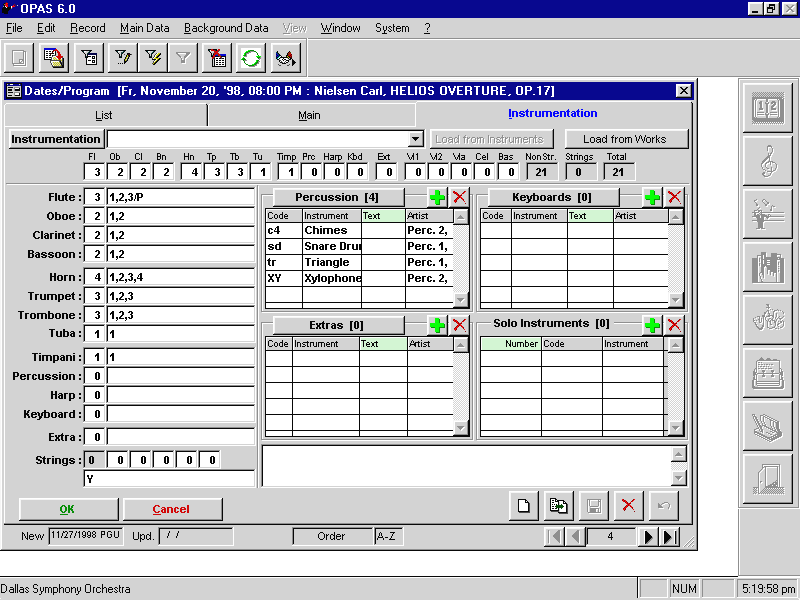 OPAS 6.0
File Edit Record Main Data Background Data View Window System ?
Dates/Program [Fr, November 20, '98, 08:00 PM : Nielsen Carl, HELIOS OVERTURE, OP.17]
List Main Instrumentation
Instrumentation Load from Instruments Load from Works
Fl Ob Cl Bn Hn Tp Tb Tu Timp Prc Harp Kbd Ext Vl1 Vl2 Vla Cel Bas NonStr. Strings Total
3 2 2 2 4 3 3 1 1 0 0 0 0 0 0 0 0 0 21 0 21
Flute : 3 1,2,3/P
Oboe : 2 1,2
Clarinet : 2 1,2
Bassoon : 2 1,2
Horn : 4 1,2,3,4
Trumpet : 3 1,2,3
Trombone : 3 1,2,3
Tuba : 1 1
Timpani : 1 1
Percussion : 0
Harp : 0
Keyboard : 0
Extra : 0
Strings : 0 0 0 0 0 0
Y
Percussion [4]
Code Instrument Text Artist
c4 Chimes Perc. 2,
sd Snare Drum Perc. 1,
tr Triangle Perc. 1,
XY Xylophone Perc. 2,
Keyboards [0]
Code Instrument Text Artist
Extras [0]
Code Instrument Text Artist
Solo Instruments [0]
Number Code Instrument
OK Cancel
New 11/27/1998 PGU Upd. / / Order A-Z 4
Dallas Symphony Orchestra NUM 5:19:58 pm